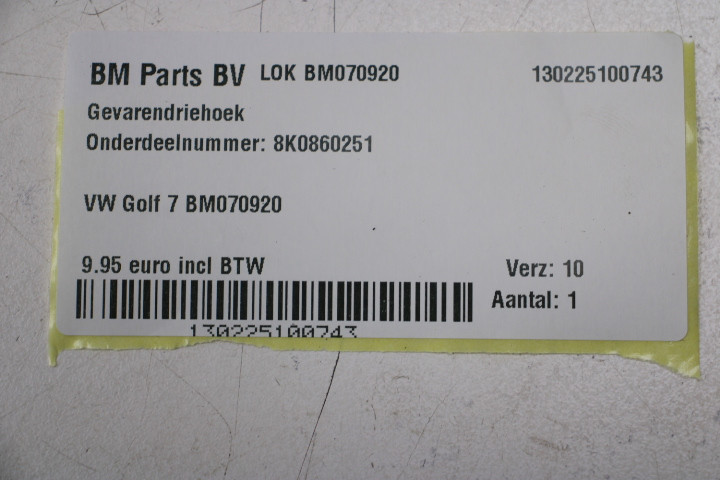 BM Parts BV LOK BM070920 130225100743
Gevarendriehoek
Onderdeelnummer: 8K0860251
VW Golf 7 BM070920
9.95 euro incl BTW Verz: 10
Aantal: 1
130225100743